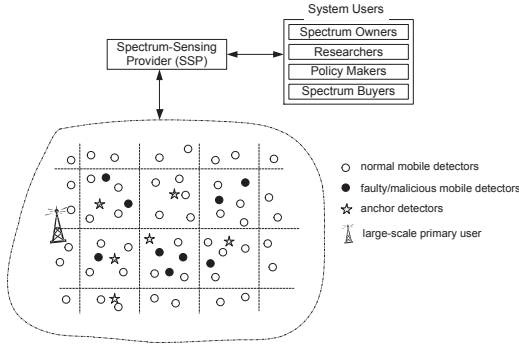 System Users
Spectrum Owners
Researchers
Policy Makers
Spectrum Buyers
Spectrum-Sensing
Provider (SSP)
normal mobile detectors
faulty/malicious mobile detectors
anchor detectors
large-scale primary user